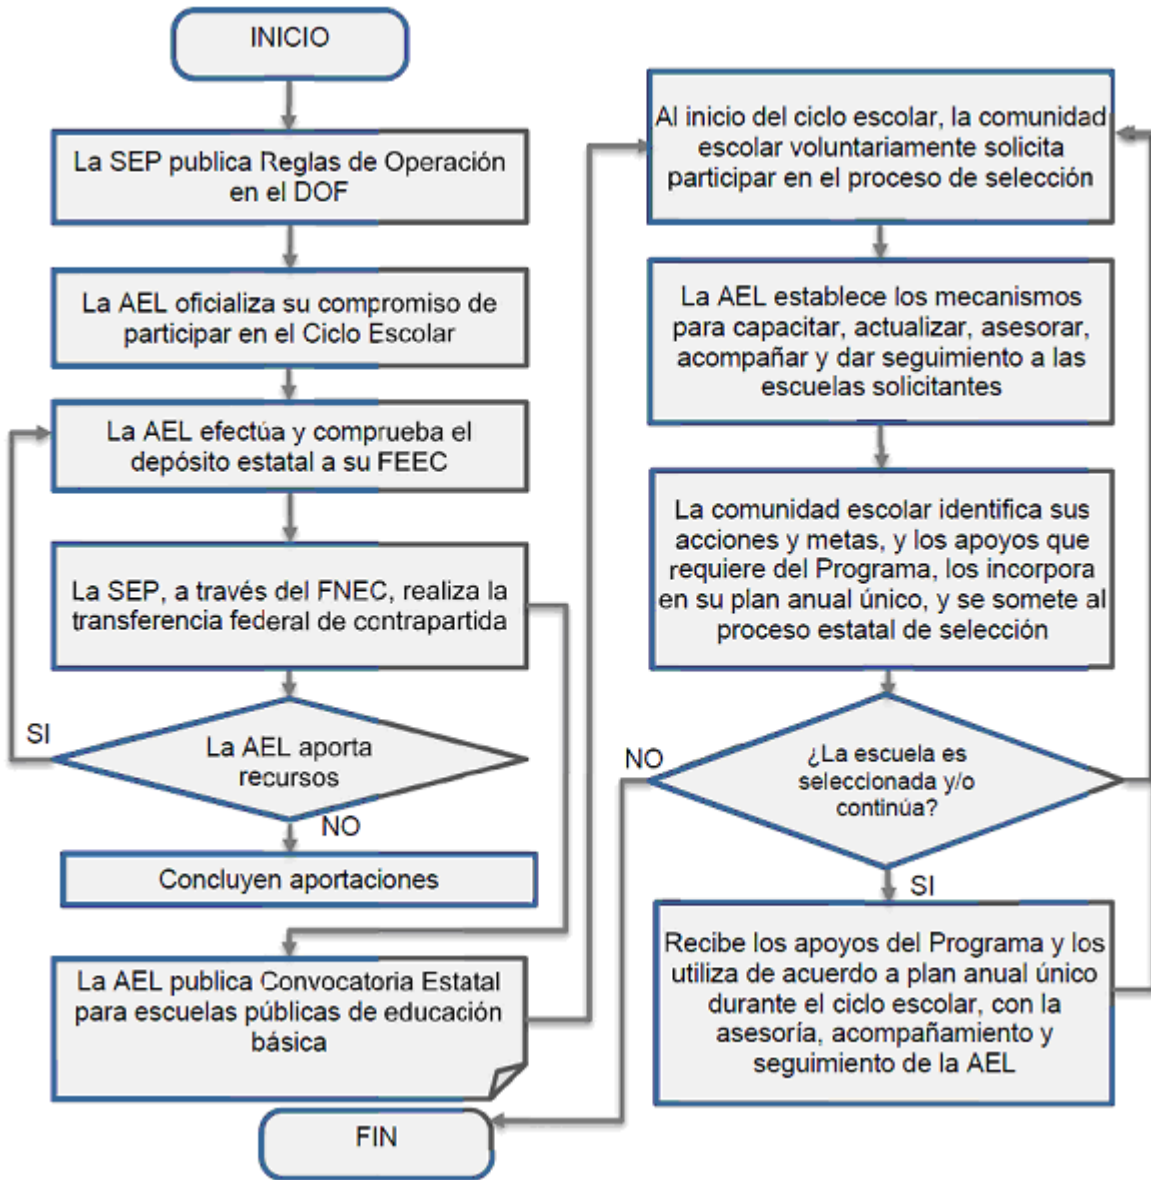 INICIO
La SEP publica Reglas de Operación
en el DOF
La AEL oficializa su compromiso de
participar en el Ciclo Escolar
La AEL efectúa y comprueba el
depósito estatal a su FEEC
La SEP, a través del FNEC, realiza la
transferencia federal de contrapartida
SI
La AEL aporta
recursos
NO
Concluyen aportaciones
La AEL publica Convocatoria Estatal
para escuelas públicas de educación
básica
FIN
Al inicio del ciclo escolar, la comunidad
escolar voluntariamente solicita
participar en el proceso de selección
La AEL establece los mecanismos
para capacitar, actualizar, asesorar,
acompañar y dar seguimiento a las
escuelas solicitantes
La comunidad escolar identifica sus
acciones y metas, y los apoyos que
requiere del Programa, los incorpora
en su plan anual único, y se somete al
proceso estatal de selección
NO
¿La escuela es
seleccionada y/o
continúa?
SI
Recibe los apoyos del Programa y los
utiliza de acuerdo a plan anual único
durante el ciclo escolar, con la
asesoría, acompañamiento y
seguimiento de la AEL